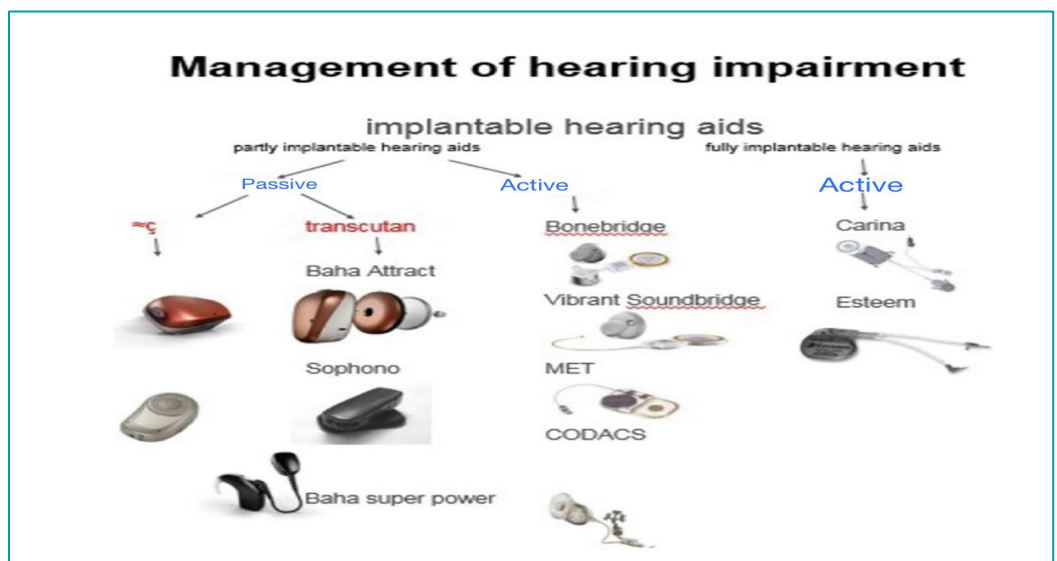 Management of hearing impairment
implantable hearing aids
partly implantable hearing aids
fully implantable hearing aids
Passive
Active
Active
≈ç
transcutan
Bonebridge
Carina
Baha Attract
Vibrant Soundbridge
Esteem
Sophono
MET
CODACS
Baha super power